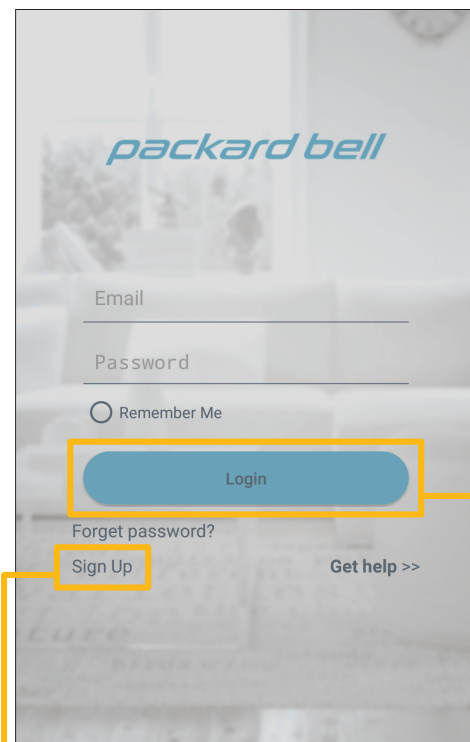 packard bell
Email
Password
Remember Me
Login
Forget password?
Sign Up
Get help >>